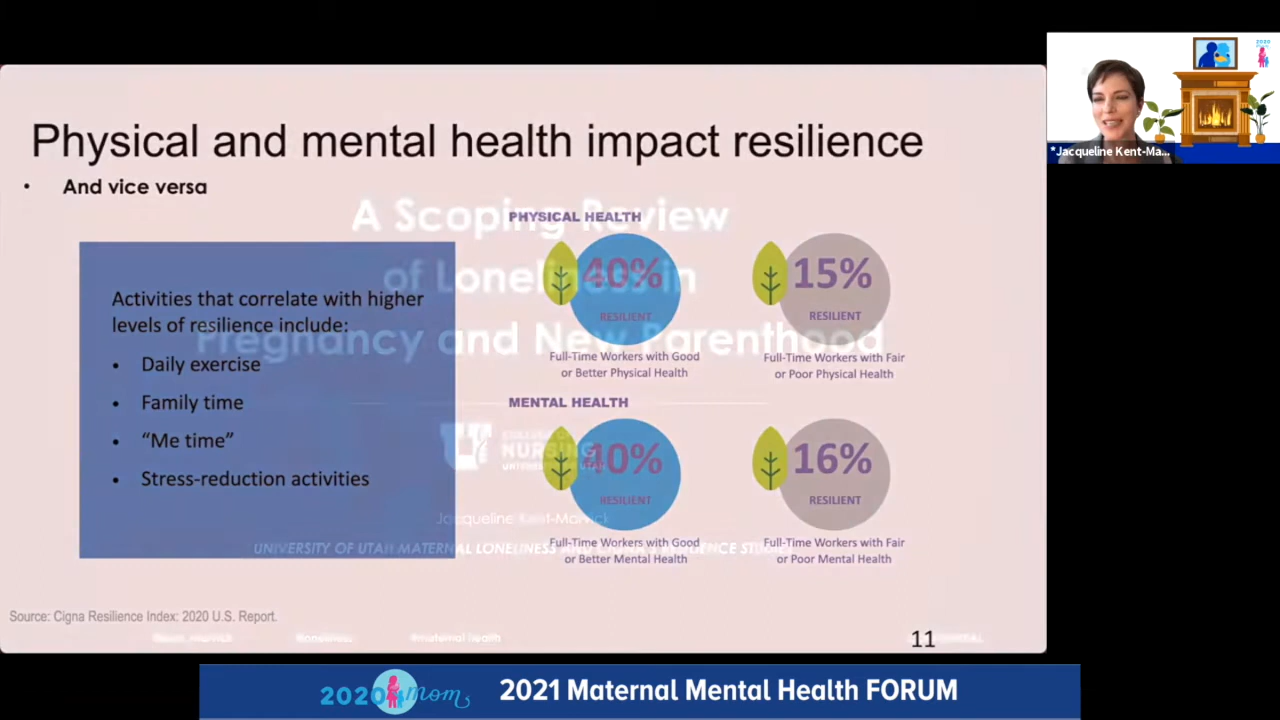 Physical and mental health impact resilience
• And vice versa
A Scoping Review
of Loneliness in
Pregnancy and New Parenthood
Activities that correlate with higher
levels of resilience include:
• Daily exercise
• Family time
• “Me time”
• Stress-reduction activities
PHYSICAL HEALTH
40%
RESILIENT
Full-Time Workers with Good
or Better Physical Health
15%
RESILIENT
Full-Time Workers with Fair
or Poor Physical Health
MENTAL HEALTH
40%
RESILIENT
Full-Time Workers with Good
or Better Mental Health
16%
RESILIENT
Full-Time Workers with Fair
or Poor Mental Health
NURSING
Jacqueline Kent-Marvick
UNIVERSITY OF UTAH MATERNAL LONELINESS AND
Source: Cigna Resilience Index: 2020 U.S. Report.
#maternal health
11
*Jacqueline Kent-Ma...
2020 mom
2021 Maternal Mental Health FORUM